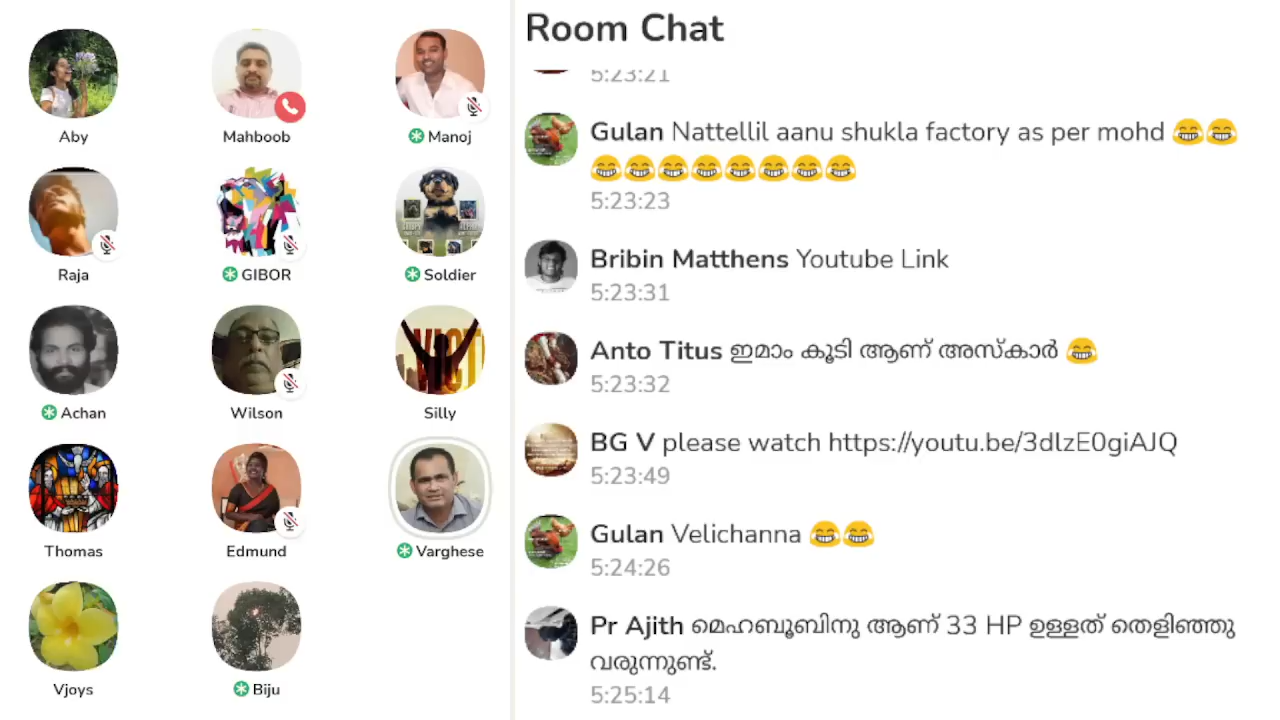 Room Chat
5:23:21
Gulan Nattellil aanu shukla factory as per mohd 😂😂
😂😂😂😂😂😂😂😂
5:23:23
Bribin Matthens Youtube Link
5:23:31
Anto Titus ഇമാം കൂടി ആണ് അസ്കാർ 😂
5:23:32
BG V please watch https://youtu.be/3dlzE0giAJQ
5:23:49
Gulan Velichanna 😂😂
5:24:26
Pr Ajith മെഹബൂബിനു ആണ് 33 HP ഉള്ളത് തെളിഞ്ഞു
വരുന്നുണ്ട്.
5:25:14
Aby
Mahboob
Manoj
Raja
GIBOR
Soldier
Achan
Wilson
Silly
VICT
Thomas
Edmund
Varghese
Vjoys
Biju